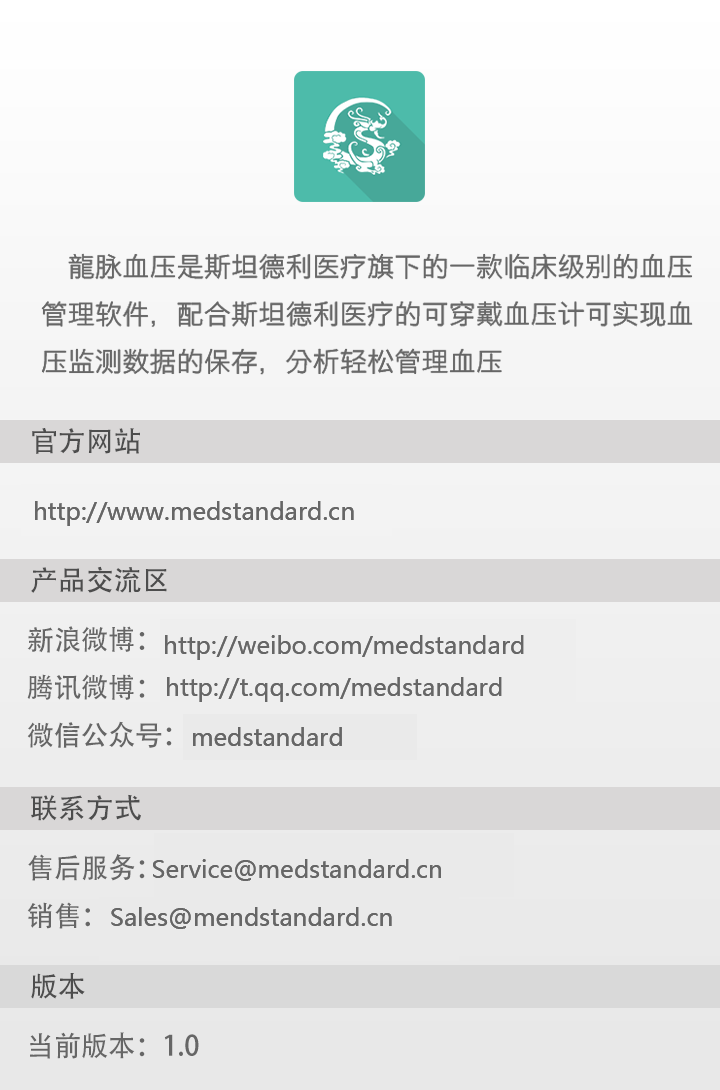 龍脉血压是斯坦德利医疗旗下的一款临床级别的血压
管理软件，配合斯坦德利医疗的可穿戴血压计可实现血
压监测数据的保存，分析轻松管理血压
官方网站
http://www.medstandard.cn
产品交流区
新浪微博：http://weibo.com/medstandard
腾讯微博：http://t.qq.com/medstandard
微信公众号：medstandard
联系方式
售后服务：Service@medstandard.cn
销售：Sales@mendstandard.cn
版本
当前版本：1.0